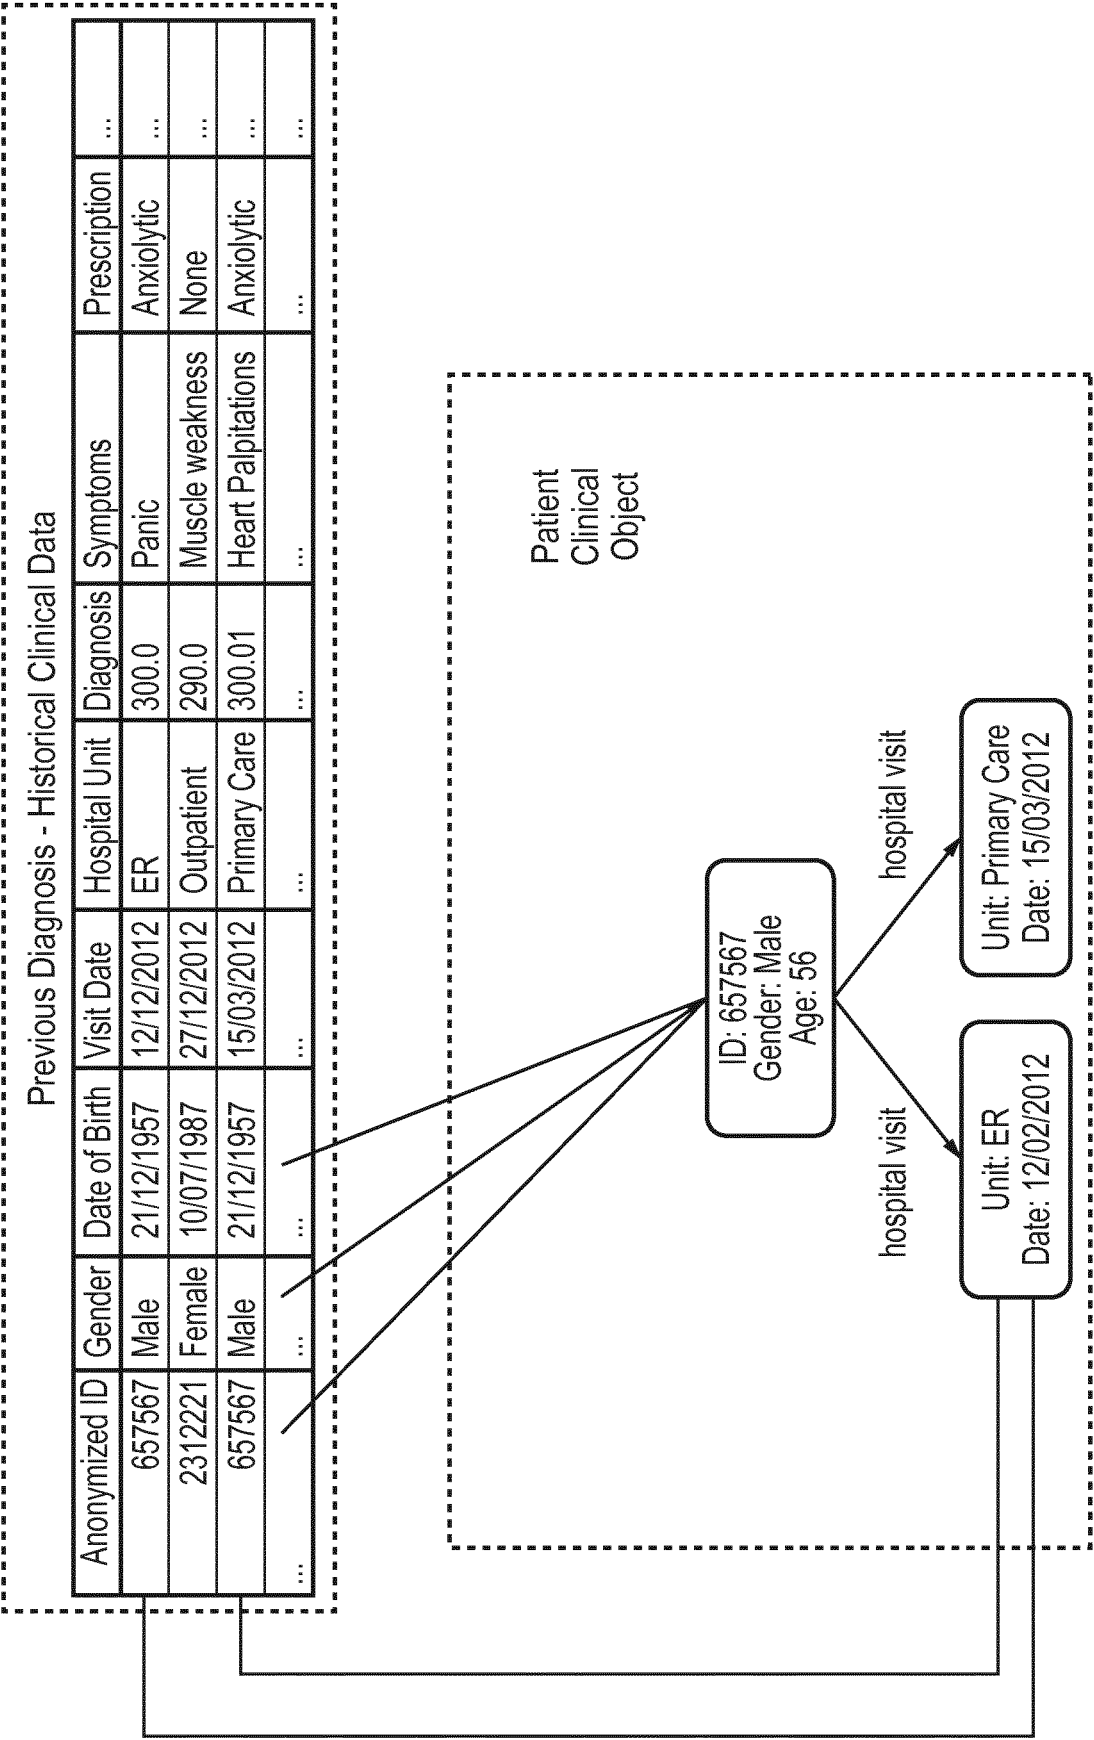 Previous Diagnosis - Historical Clinical Data
Anonymized ID Gender Date of Birth Visit Date Hospital Unit Diagnosis Symptoms Prescription ...
657567 Male 21/12/1957 12/12/2012 ER 300.0 Panic Anxiolytic ...
2312221 Female 10/07/1987 27/12/2012 Outpatient 290.0 Muscle weakness None ...
657567 Male 21/12/1957 15/03/2012 Primary Care 300.01 Heart Palpitations Anxiolytic ...
... ... ... ... ... ... ... ... ...
Patient
Clinical
Object
ID: 657567
Gender: Male
Age: 56
hospital visit
hospital visit
Unit: ER
Date: 12/02/2012
Unit: Primary Care
Date: 15/03/2012